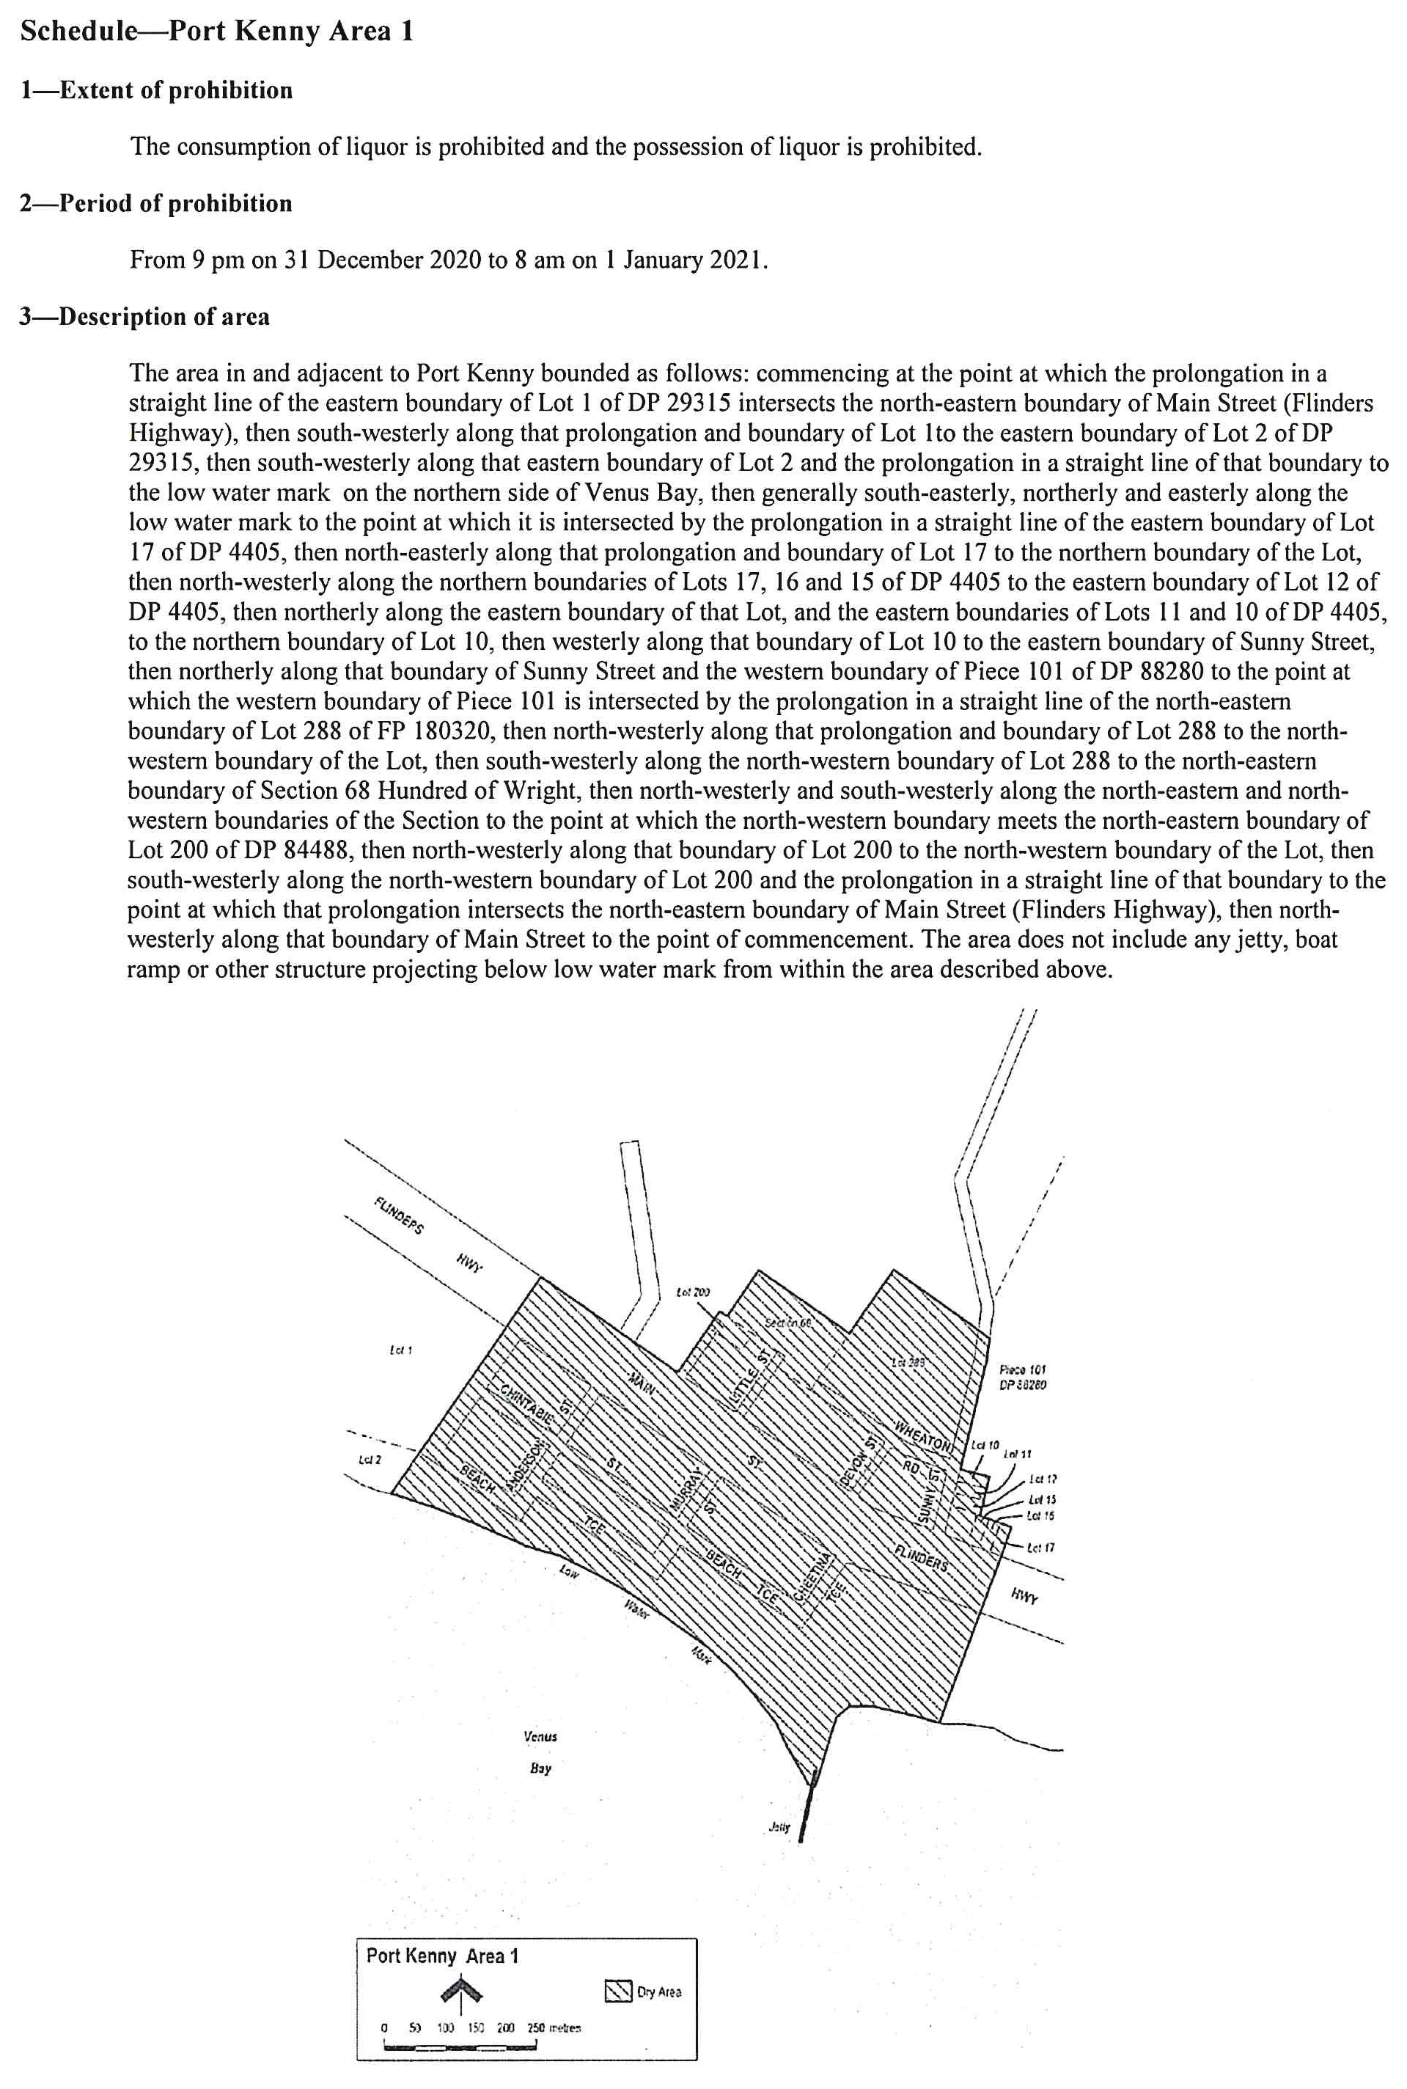 Schedule—Port Kenny Area 1
1—Extent of prohibition
The consumption of liquor is prohibited and the possession of liquor is prohibited.
2—Period of prohibition
From 9 pm on 31 December 2020 to 8 am on 1 January 2021.
3—Description of area
The area in and adjacent to Port Kenny bounded as follows: commencing at the point at which the prolongation in a
straight line of the eastern boundary of Lot 1 of DP 29315 intersects the north-eastern boundary of Main Street (Flinders
Highway), then south-westerly along that prolongation and boundary of Lot 1to the eastern boundary of Lot 2 of DP
29315, then south-westerly along that eastern boundary of Lot 2 and the prolongation in a straight line of that boundary to
the low water mark on the northern side of Venus Bay, then generally south-easterly, northerly and easterly along the
low water mark to the point at which it is intersected by the prolongation in a straight line of the eastern boundary of Lot
17 of DP 4405, then north-easterly along that prolongation and boundary of Lot 17 to the northern boundary of the Lot,
then north-westerly along the northern boundaries of Lots 17, 16 and 15 of DP 4405 to the eastern boundary of Lot 12 of
DP 4405, then northerly along the eastern boundary of that Lot, and the eastern boundaries of Lots 11 and 10 of DP 4405,
to the northern boundary of Lot 10, then westerly along that boundary of Lot 10 to the eastern boundary of Sunny Street,
then northerly along that boundary of Sunny Street and the western boundary of Piece 101 of DP 88280 to the point at
which the western boundary of Piece 101 is intersected by the prolongation in a straight line of the north-eastern
boundary of Lot 288 of FP 180320, then north-westerly along that prolongation and boundary of Lot 288 to the north-
western boundary of the Lot, then south-westerly along the north-western boundary of Lot 288 to the north-eastern
boundary of Section 68 Hundred of Wright, then north-westerly and south-westerly along the north-eastern and north-
western boundaries of the Section to the point at which the north-western boundary meets the north-eastern boundary of
Lot 200 of DP 84488, then north-westerly along that boundary of Lot 200 to the north-western boundary of the Lot, then
south-westerly along the north-western boundary of Lot 200 and the prolongation in a straight line of that boundary to the
point at which that prolongation intersects the north-eastern boundary of Main Street (Flinders Highway), then north-
westerly along that boundary of Main Street to the point of commencement. The area does not include any jetty, boat
ramp or other structure projecting below low water mark from within the area described above.
FLINDERS HWY
Lot 200
Section 68
Lot 1
Lot 288
Piece 101
DP 88280
MAIN ST
LITTLE ST
CHINTABIE ST
ANDERSON ST
WHEATON RD
Lot 10
Lot 11
Lot 12
Lot 15
Lot 16
Lot 17
Lot 2
BEACH TCE
MURRAY ST
DEVON ST
SUNNY ST
FLINDERS HWY
BEACH TCE
CHEETINA TCE
Low Water Mark
Venus
Bay
Jetty
Port Kenny Area 1
Dry Area
0 50 100 150 200 250 metres